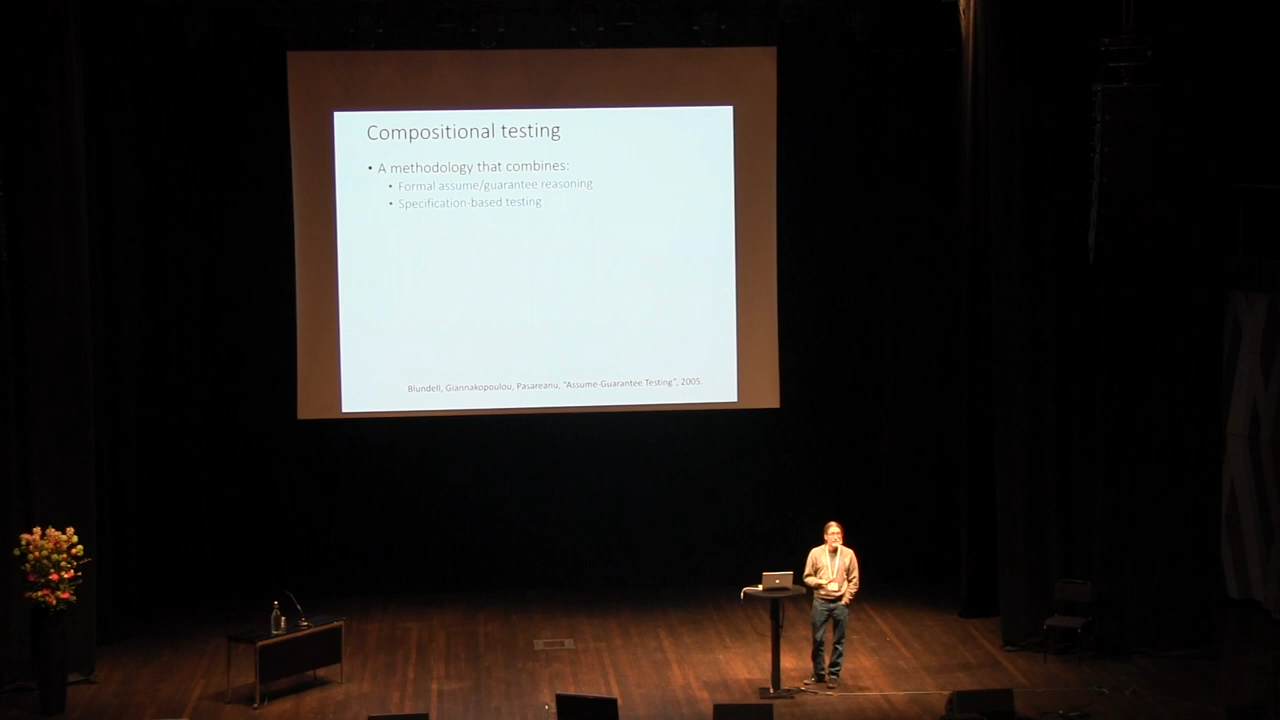 Compositional testing
• A methodology that combines:
• Formal assume/guarantee reasoning
• Specification-based testing
Blundell, Giannakopoulou, Pasareanu, "Assume-Guarantee Testing", 2005.